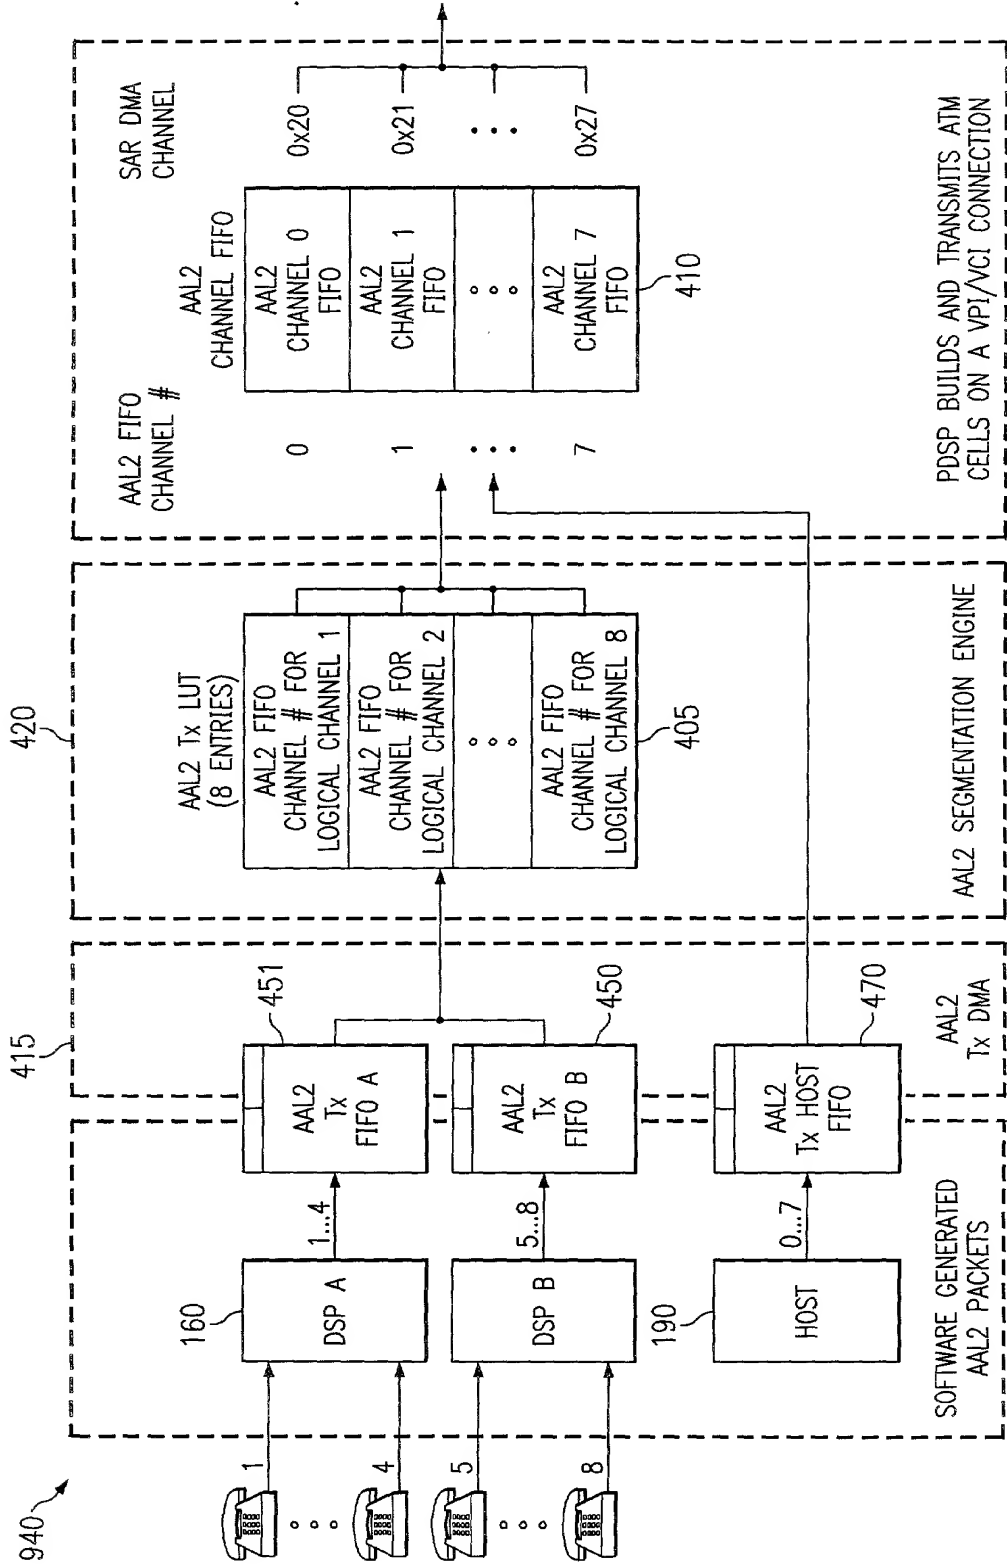 940
1
4
5
8
160
DSP A
DSP B
190
HOST
SOFTWARE GENERATED
AAL2 PACKETS
1...4
5...8
0...7
415
451
AAL2
Tx
FIFO A
450
AAL2
Tx
FIFO B
470
AAL2
Tx HOST
FIFO
AAL2
Tx DMA
420
AAL2 Tx LUT
(8 ENTRIES)
AAL2 FIFO
CHANNEL # FOR
LOGICAL CHANNEL 1
AAL2 FIFO
CHANNEL # FOR
LOGICAL CHANNEL 2
AAL2 FIFO
CHANNEL # FOR
LOGICAL CHANNEL 8
405
AAL2 SEGMENTATION ENGINE
AAL2 FIFO
CHANNEL #
0
1
7
AAL2
CHANNEL FIFO
AAL2
CHANNEL 0
FIFO
AAL2
CHANNEL 1
FIFO
AAL2
CHANNEL 7
FIFO
410
SAR DMA
CHANNEL
0x20
0x21
0x27
PDSP BUILDS AND TRANSMITS ATM
CELLS ON A VPI/VCI CONNECTION